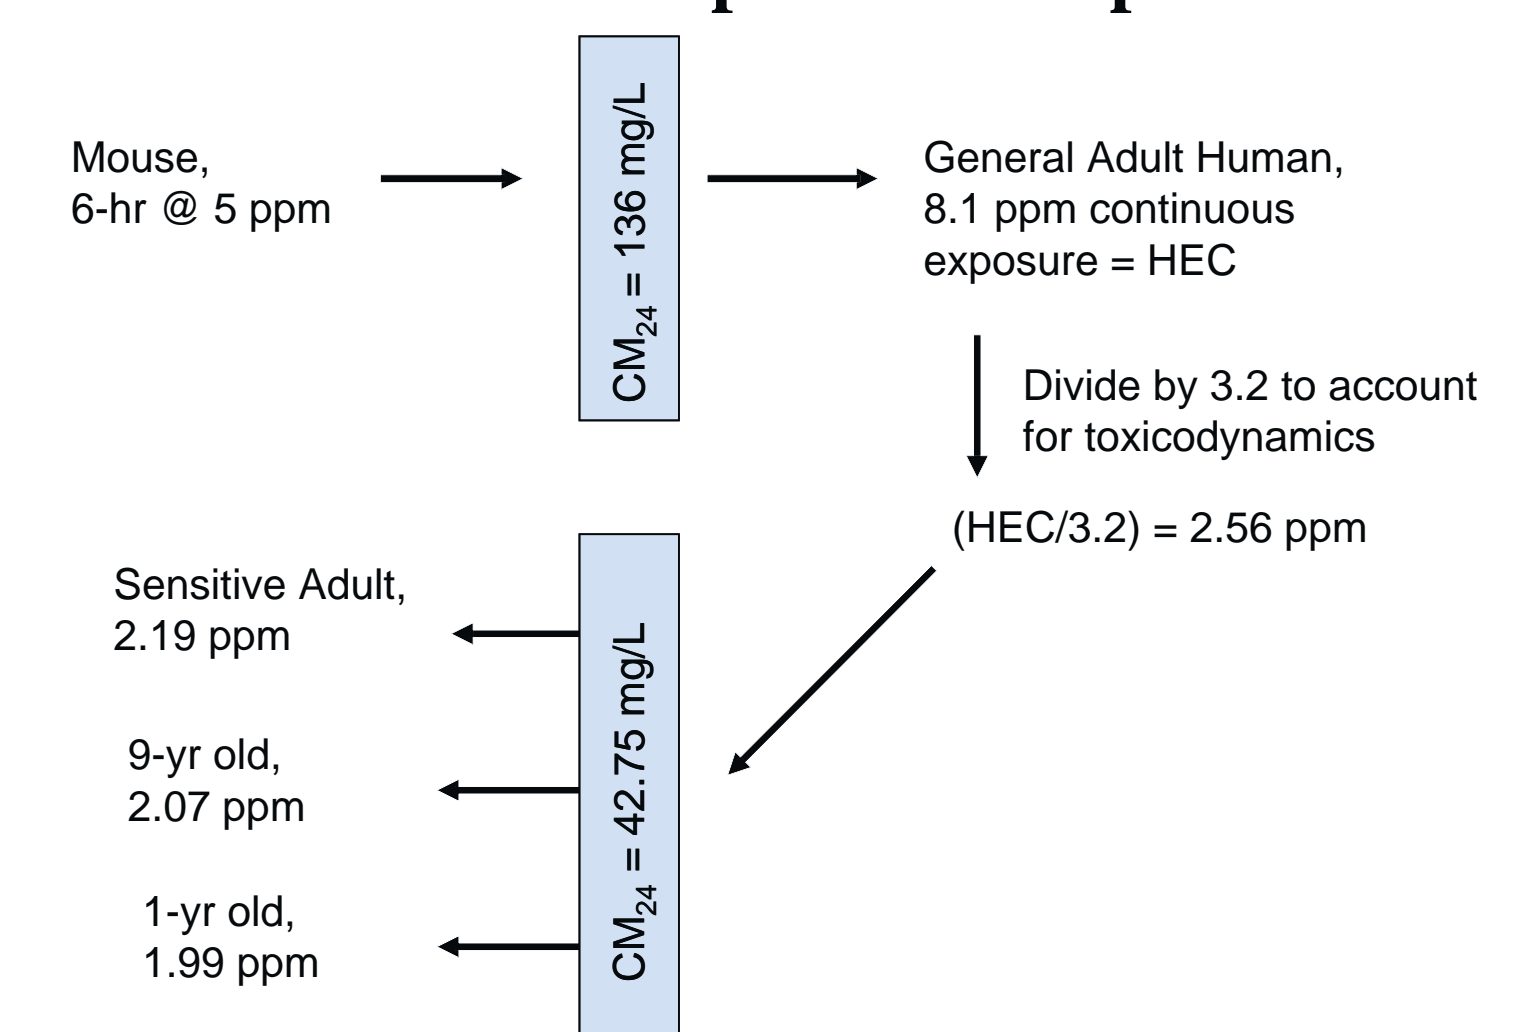 Mouse,
6-hr @ 5 ppm
CM24 = 136 mg/L
General Adult Human,
8.1 ppm continuous
exposure = HEC
Divide by 3.2 to account
for toxicodynamics
(HEC/3.2) = 2.56 ppm
CM24 = 42.75 mg/L
Sensitive Adult,
2.19 ppm
9-yr old,
2.07 ppm
1-yr old,
1.99 ppm